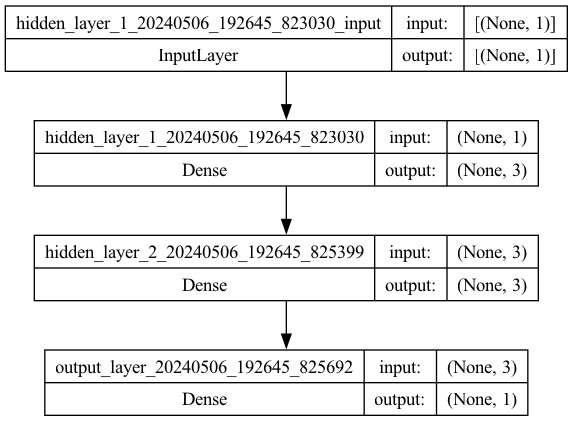 hidden_layer_1_20240506_192645_823030_input input: [(None, 1)]
InputLayer output: [(None, 1)]
hidden_layer_1_20240506_192645_823030 input: (None, 1)
Dense output: (None, 3)
hidden_layer_2_20240506_192645_825399 input: (None, 3)
Dense output: (None, 3)
output_layer_20240506_192645_825692 input: (None, 3)
Dense output: (None, 1)